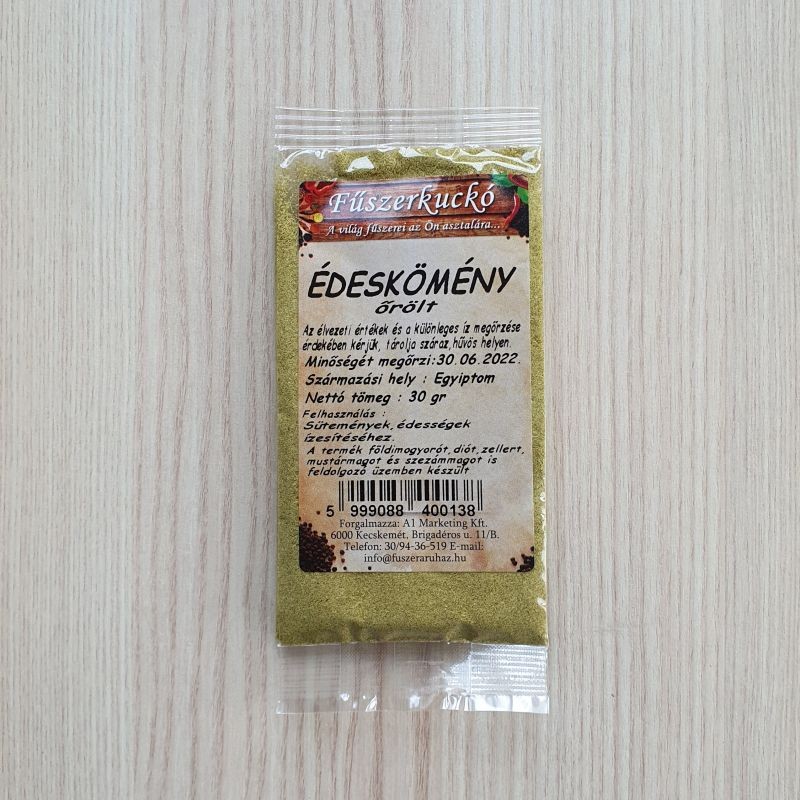 Fűszerkuckó
A világ fűszerei az Ön asztalára...
ÉDESKÖMÉNY
őrölt
Az élvezeti értékek és a különleges íz megőrzése
érdekében kérjük, tárolja száraz,hűvös helyen.
Minőségét megőrzi:30.06.2022.
Származási hely : Egyiptom
Nettó tömeg : 30 gr
Felhasználás :
Sütemények,édességek
ízesítéséhez.
A termék földimogyorót,diót,zellert,
mustármagot és szezámmagot is
feldolgozó üzemben készült
5 999088 400138
Forgalmazza: A1 Marketing Kft.
6000 Kecskemét, Brigadéros u. 11/B.
Telefon: 30/94-36-519 E-mail:
info@fuszeraruhaz.hu